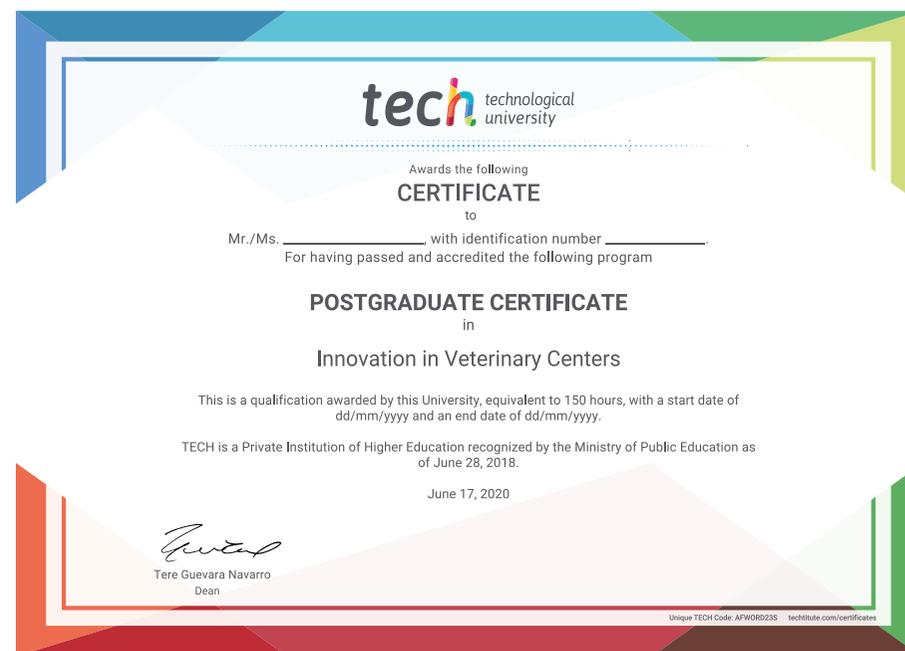 tech technological
university
Awards the following
CERTIFICATE
to
Mr./Ms. ____________________, with identification number ______________.
For having passed and accredited the following program
POSTGRADUATE CERTIFICATE
in
Innovation in Veterinary Centers
This is a qualification awarded by this University, equivalent to 150 hours, with a start date of
dd/mm/yyyy and an end date of dd/mm/yyyy.
TECH is a Private Institution of Higher Education recognized by the Ministry of Public Education as
of June 28, 2018.
June 17, 2020
Tere Guevara Navarro
Dean
Unique TECH Code: AFWORD23S techtitute.com/certificates